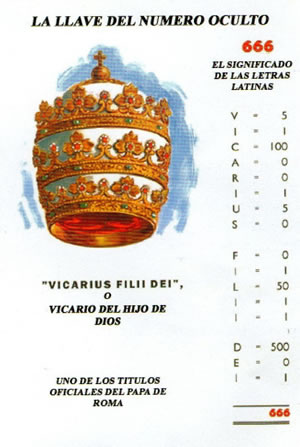 LA LLAVE DEL NUMERO OCULTO
666
EL SIGNIFICADO
DE LAS LETRAS
LATINAS
V = 5
I = 1
C = 100
A = 0
R = 0
I = 1
U = 5
S = 0
F = 0
I = 1
L = 50
I = 1
I = 1
D = 500
E = 0
I = 1
666
"VICARIUS FILII DEI",
O
VICARIO DEL HIJO DE
DIOS
UNO DE LOS TITULOS
OFICIALES DEL PAPA DE
ROMA